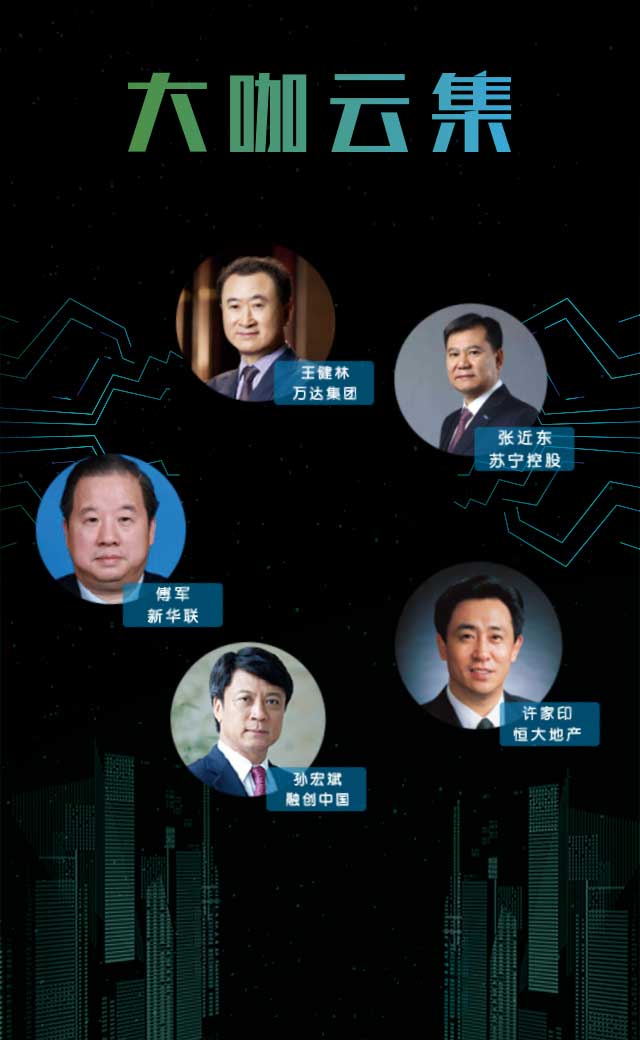 大咖云集
王健林
万达集团
张近东
苏宁控股
傅军
新华联
许家印
恒大地产
孙宏斌
融创中国